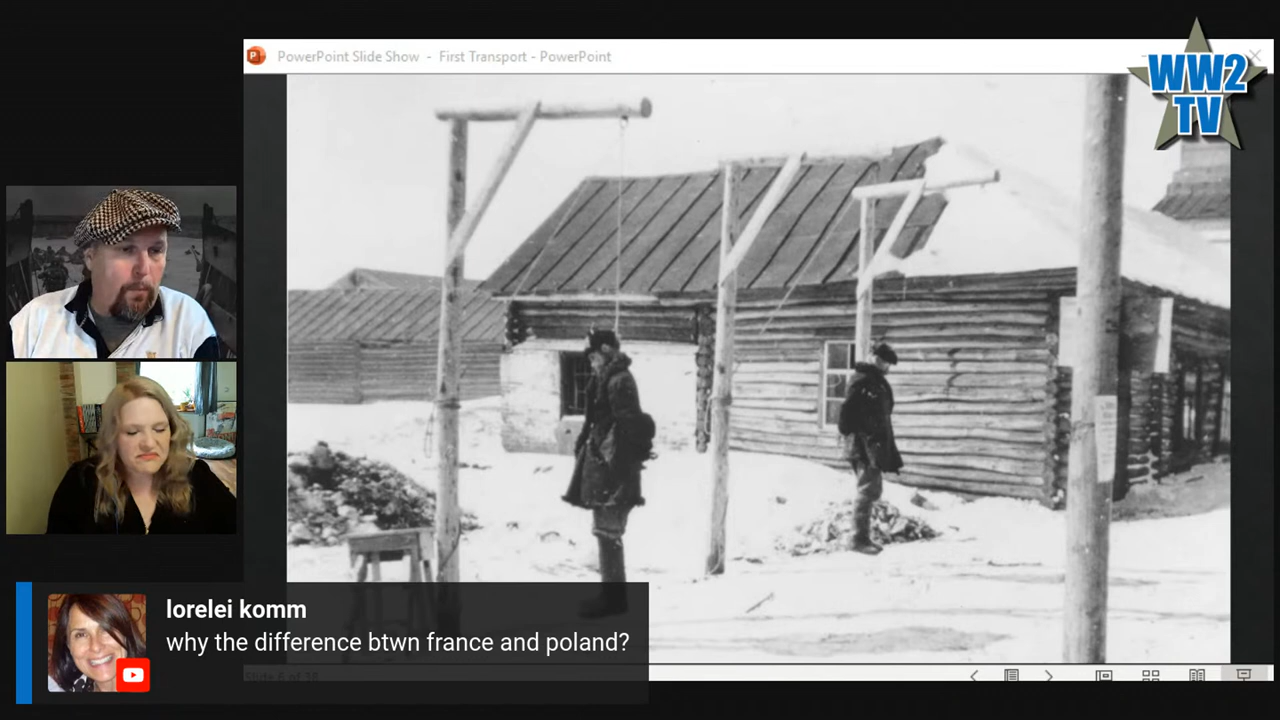 PowerPoint Slide Show - First Transport - PowerPoint
WW2
TV
lorelei komm
why the difference btwn france and poland?